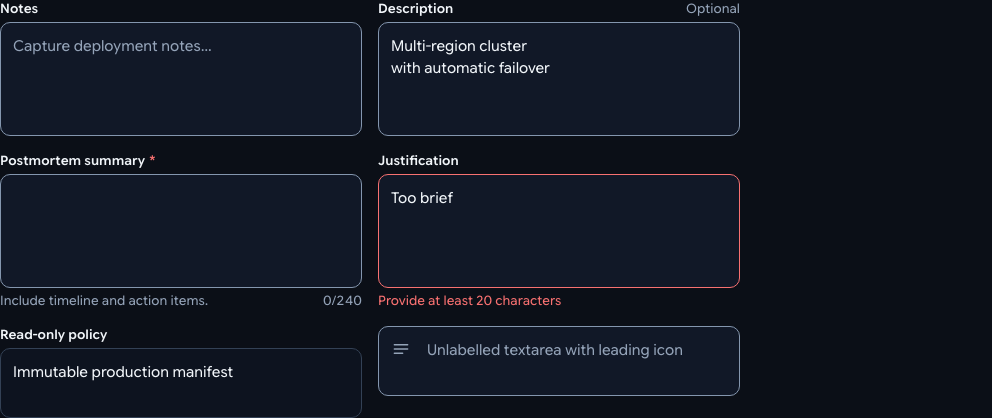 Notes
Capture deployment notes...
Description
Optional
Multi-region cluster
with automatic failover
Postmortem summary *
Include timeline and action items.
0/240
Justification
Too brief
Provide at least 20 characters
Read-only policy
Immutable production manifest
Unlabelled textarea with leading icon